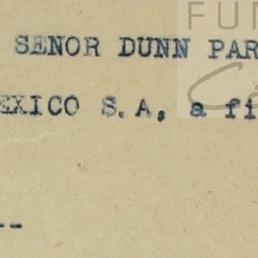 FUN
SENOR DUNN PAR
EXICO S.A, a fi
--